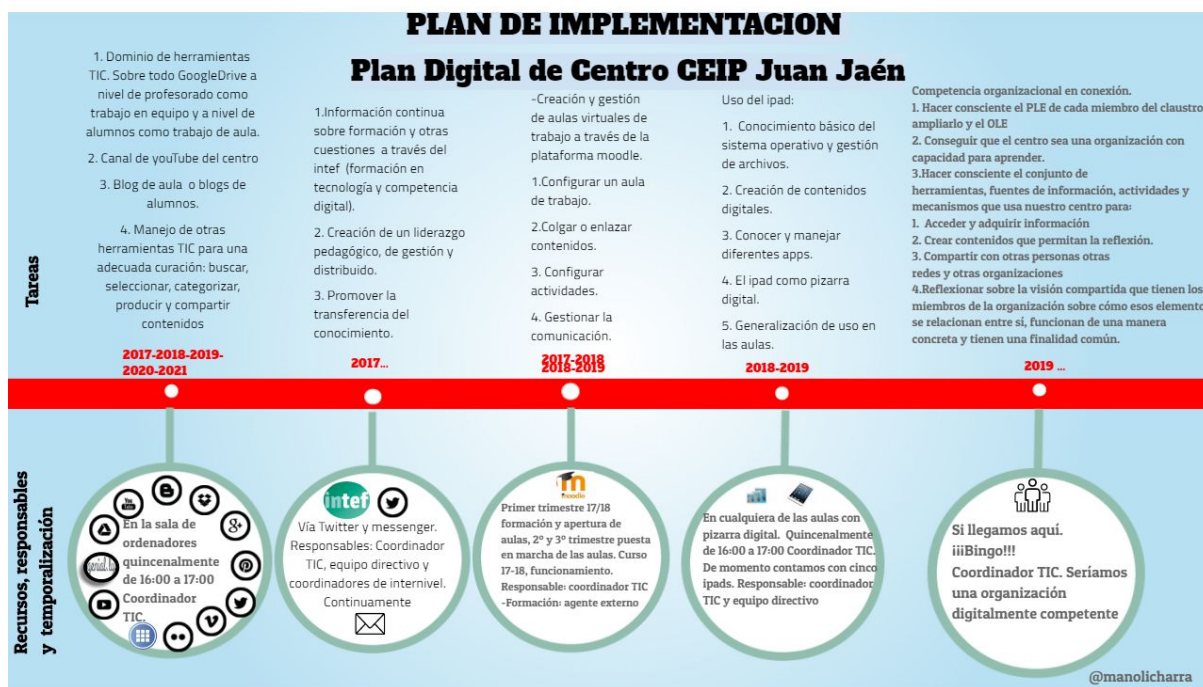 PLAN DE IMPLEMENTACION
Plan Digital de Centro CEIP Juan Jaén
Tareas
1. Dominio de herramientas
TIC. Sobre todo GoogleDrive a
nivel de profesorado como
trabajo en equipo y a nivel de
alumnos como trabajo de aula.
2. Canal de youTube del centro
3. Blog de aula o blogs de
alumnos.
4. Manejo de otras
herramientas TIC para una
adecuada curación: buscar,
seleccionar, categorizar,
producir y compartir
contenidos
2017-2018-2019-
2020-2021
1.Información continua
sobre formación y otras
cuestiones a través del
intef (formación en
tecnología y competencia
digital).
2. Creación de un liderazgo
pedagógico, de gestión y
distribuido.
3. Promover la
transferencia del
conocimiento.
2017...
-Creación y gestión
de aulas virtuales de
trabajo a través de la
plataforma moodle.
1.Configurar un aula
de trabajo.
2.Colgar o enlazar
contenidos.
3. Configurar
actividades.
4. Gestionar la
comunicación.
2017-2018
2018-2019
Uso del ipad:
1. Conocimiento básico del
sistema operativo y gestión
de archivos.
2. Creación de contenidos
digitales.
3. Conocer y manejar
diferentes apps.
4. El ipad como pizarra
digital.
5. Generalización de uso en
las aulas.
2018-2019
Competencia organizacional en conexión.
1. Hacer consciente el PLE de cada miembro del claustro
ampliarlo y el OLE
2. Conseguir que el centro sea una organización con
capacidad para aprender.
3.Hacer consciente el conjunto de
herramientas, fuentes de información, actividades y
mecanismos que usa nuestro centro para:
1. Acceder y adquirir información
2. Crear contenidos que permitan la reflexión.
3. Compartir con otras personas otras
redes y otras organizaciones
4.Reflexionar sobre la visión compartida que tienen los
miembros de la organización sobre cómo esos elemento
se relacionan entre sí, funcionan de una manera
concreta y tienen una finalidad común.
2019 ...
Recursos, responsables
y temporalización
You
Tube
En la sala de
ordenadores
quincenalmente
de 16:00 a 17:00
Coordinador
TIC.
intef
Vía Twitter y messenger.
Responsables: Coordinador
TIC, equipo directivo y
coordinadores de internivel.
Continuamente
moodle
Primer trimestre 17/18
formación y apertura de
aulas, 2º y 3º trimestre puesta
en marcha de las aulas. Curso
17-18, funcionamiento.
Responsable: coordinador TIC
-Formación: agente externo
En cualquiera de las aulas con
pizarra digital. Quincenalmente
de 16:00 a 17:00 Coordinador TIC.
De momento contamos con cinco
ipads. Responsable: coordinador
TIC y equipo directivo
Si llegamos aquí.
¡¡¡Bingo!!!
Coordinador TIC. Seríamos
una organización
digitalmente competente
@manolicharra